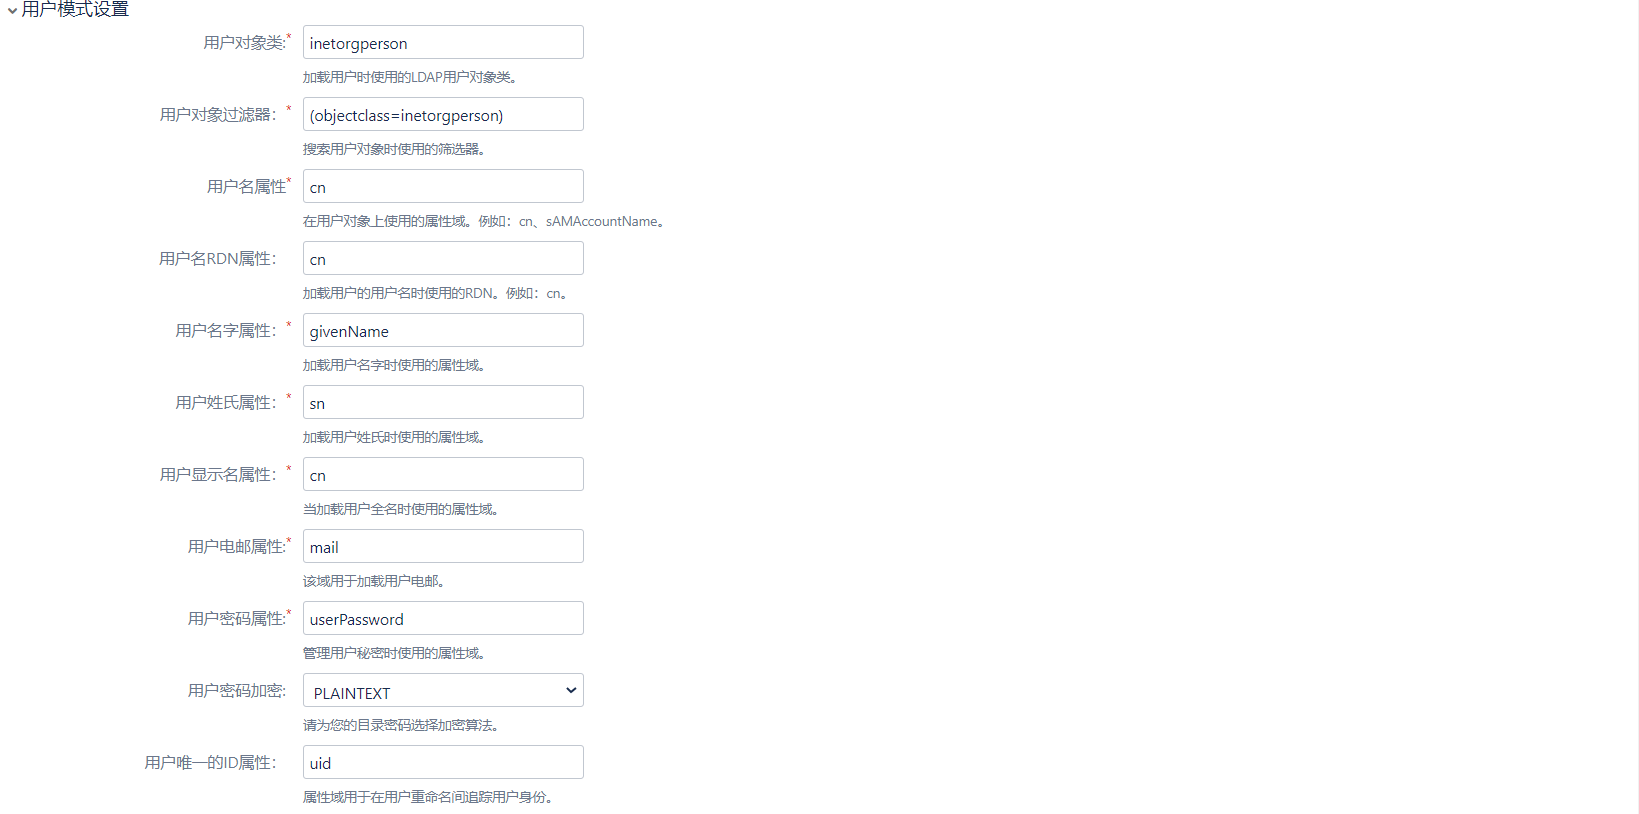 用户模式设置
用户对象类:* inetorgperson
加载用户时使用的LDAP用户对象类。
用户对象过滤器：* (objectclass=inetorgperson)
搜索用户对象时使用的筛选器。
用户名属性* cn
在用户对象上使用的属性域。例如：cn、sAMAccountName。
用户名RDN属性： cn
加载用户的用户名时使用的RDN。例如：cn。
用户名字属性：* givenName
加载用户名字时使用的属性域。
用户姓氏属性：* sn
加载用户姓氏时使用的属性域。
用户显示名属性：* cn
当加载用户全名时使用的属性域。
用户电邮属性:* mail
该域用于加载用户电邮。
用户密码属性:* userPassword
管理用户秘密时使用的属性域。
用户密码加密: PLAINTEXT
请为您的目录密码选择加密算法。
用户唯一的ID属性： uid
属性域用于在用户重命名间追踪用户身份。